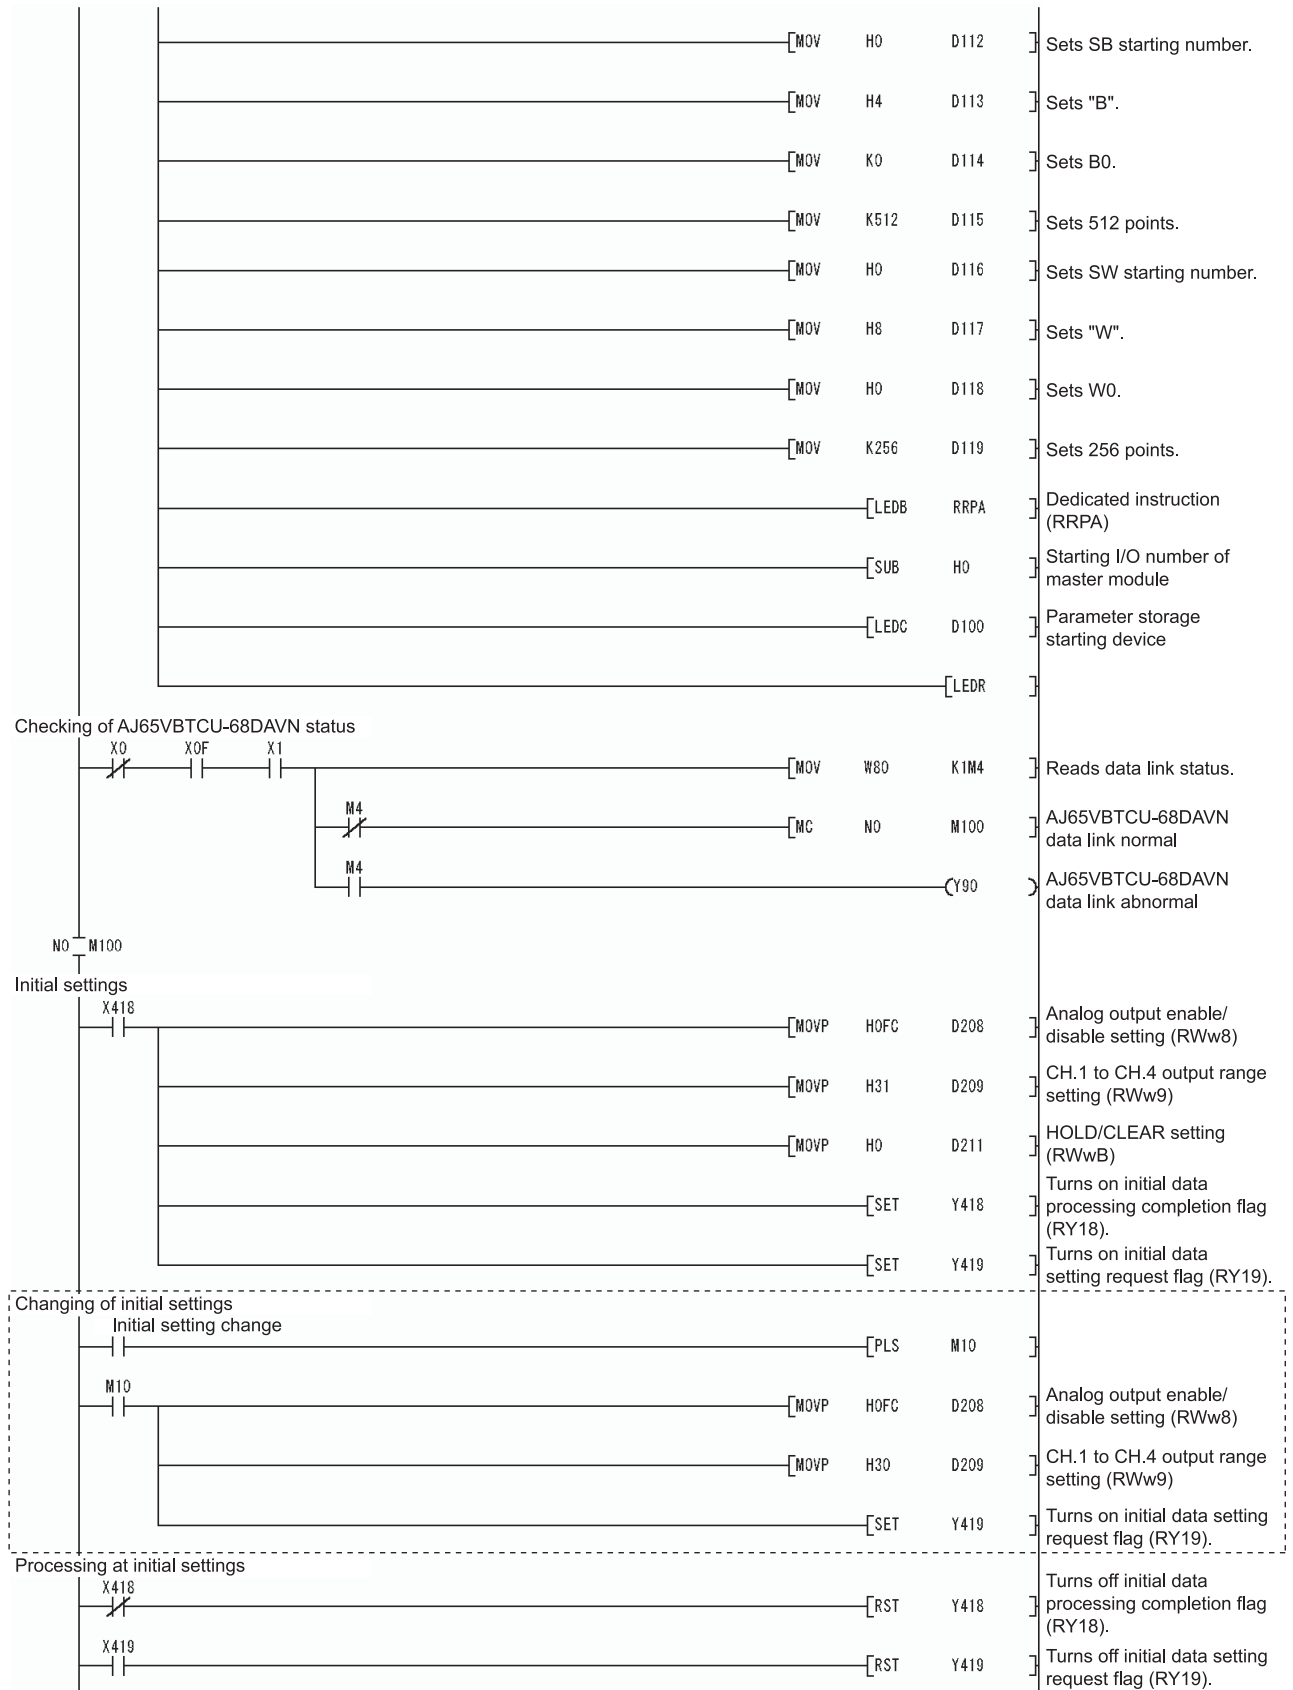 [MOV H0 D112 ] Sets SB starting number.
[MOV H4 D113 ] Sets "B".
[MOV K0 D114 ] Sets B0.
[MOV K512 D115 ] Sets 512 points.
[MOV H0 D116 ] Sets SW starting number.
[MOV H8 D117 ] Sets "W".
[MOV H0 D118 ] Sets W0.
[MOV K256 D119 ] Sets 256 points.
[LEDB RRPA ] Dedicated instruction
(RRPA)
[SUB H0 ] Starting I/O number of
master module
[LEDC D100 ] Parameter storage
starting device
[LEDR ]
Checking of AJ65VBTCU-68DAVN status
X0 X0F X1
[MOV W80 K1M4 ] Reads data link status.
M4
[MC N0 M100 ] AJ65VBTCU-68DAVN
data link normal
M4
(Y90 ) AJ65VBTCU-68DAVN
data link abnormal
N0 M100
Initial settings
X418
[MOVP H0FC D208 ] Analog output enable/
disable setting (RWw8)
[MOVP H31 D209 ] CH.1 to CH.4 output range
setting (RWw9)
[MOVP H0 D211 ] HOLD/CLEAR setting
(RWwB)
[SET Y418 ] Turns on initial data
processing completion flag
(RY18).
[SET Y419 ] Turns on initial data
setting request flag (RY19).
Changing of initial settings
Initial setting change
[PLS M10 ]
M10
[MOVP H0FC D208 ] Analog output enable/
disable setting (RWw8)
[MOVP H30 D209 ] CH.1 to CH.4 output range
setting (RWw9)
[SET Y419 ] Turns on initial data setting
request flag (RY19).
Processing at initial settings
X418
[RST Y418 ] Turns off initial data
processing completion flag
(RY18).
X419
[RST Y419 ] Turns off initial data setting
request flag (RY19).